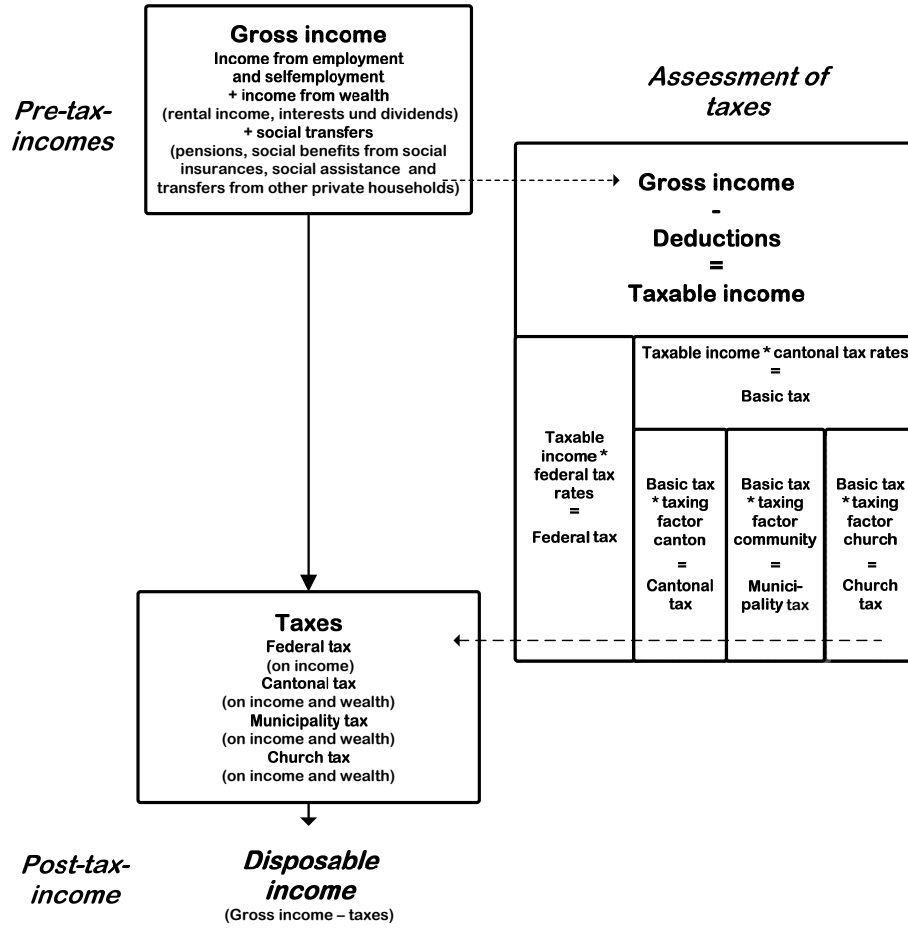 Gross income
Income from employment
and selfemployment
+ income from wealth
(rental income, interests und dividends)
+ social transfers
(pensions, social benefits from social
insurances, social assistance and
transfers from other private households)
Pre-tax-
incomes
Assessment of
taxes
Gross income
-
Deductions
=
Taxable income
Taxable income * cantonal tax rates
=
Basic tax
Taxable
income *
federal tax
rates
=
Federal tax
Basic tax
* taxing
factor
canton
=
Cantonal
tax
Basic tax
* taxing
factor
community
=
Munici-
pality tax
Basic tax
* taxing
factor
church
=
Church
tax
Taxes
Federal tax
(on income)
Cantonal tax
(on income and wealth)
Municipality tax
(on income and wealth)
Church tax
(on income and wealth)
Post-tax-
income
Disposable
income
(Gross income – taxes)